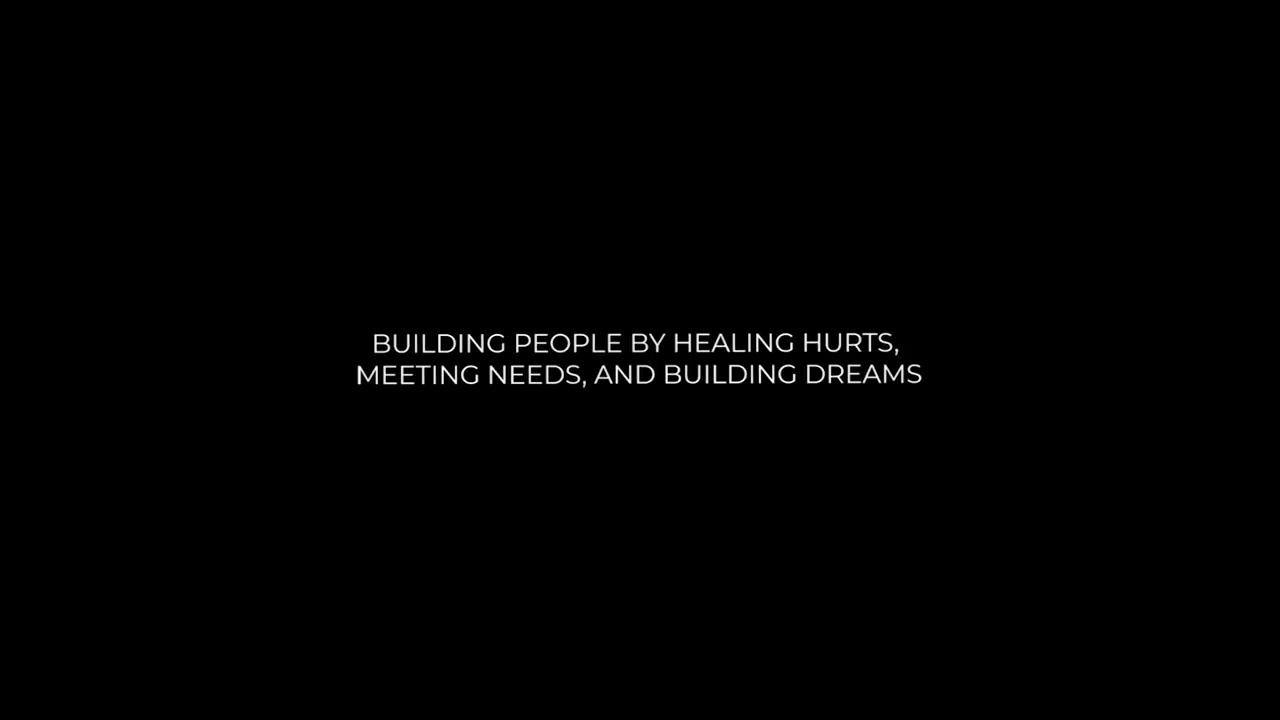 BUILDING PEOPLE BY HEALING HURTS,
MEETING NEEDS, AND BUILDING DREAMS